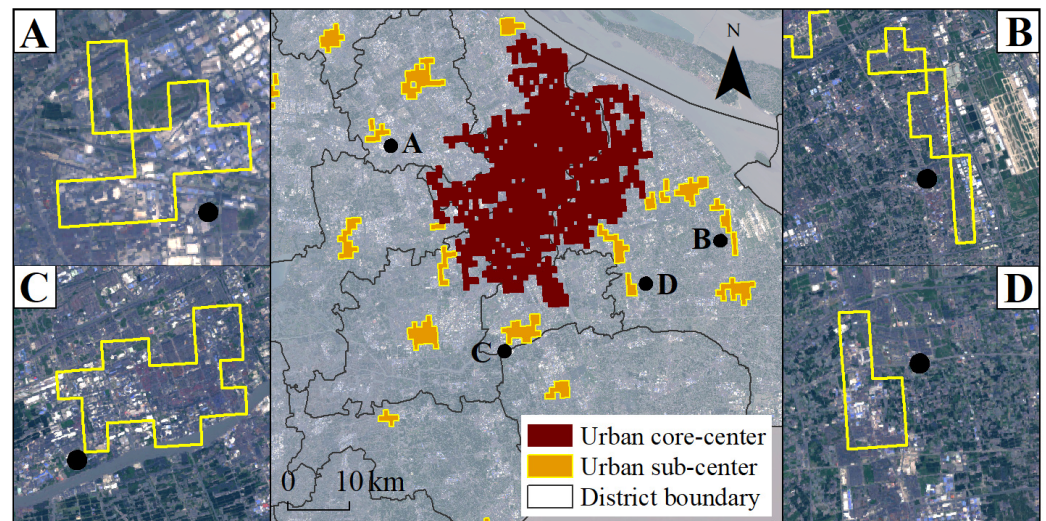 A
B
N
A
B
D
C
C
D
Urban core-center
Urban sub-center
District boundary
0 10 km